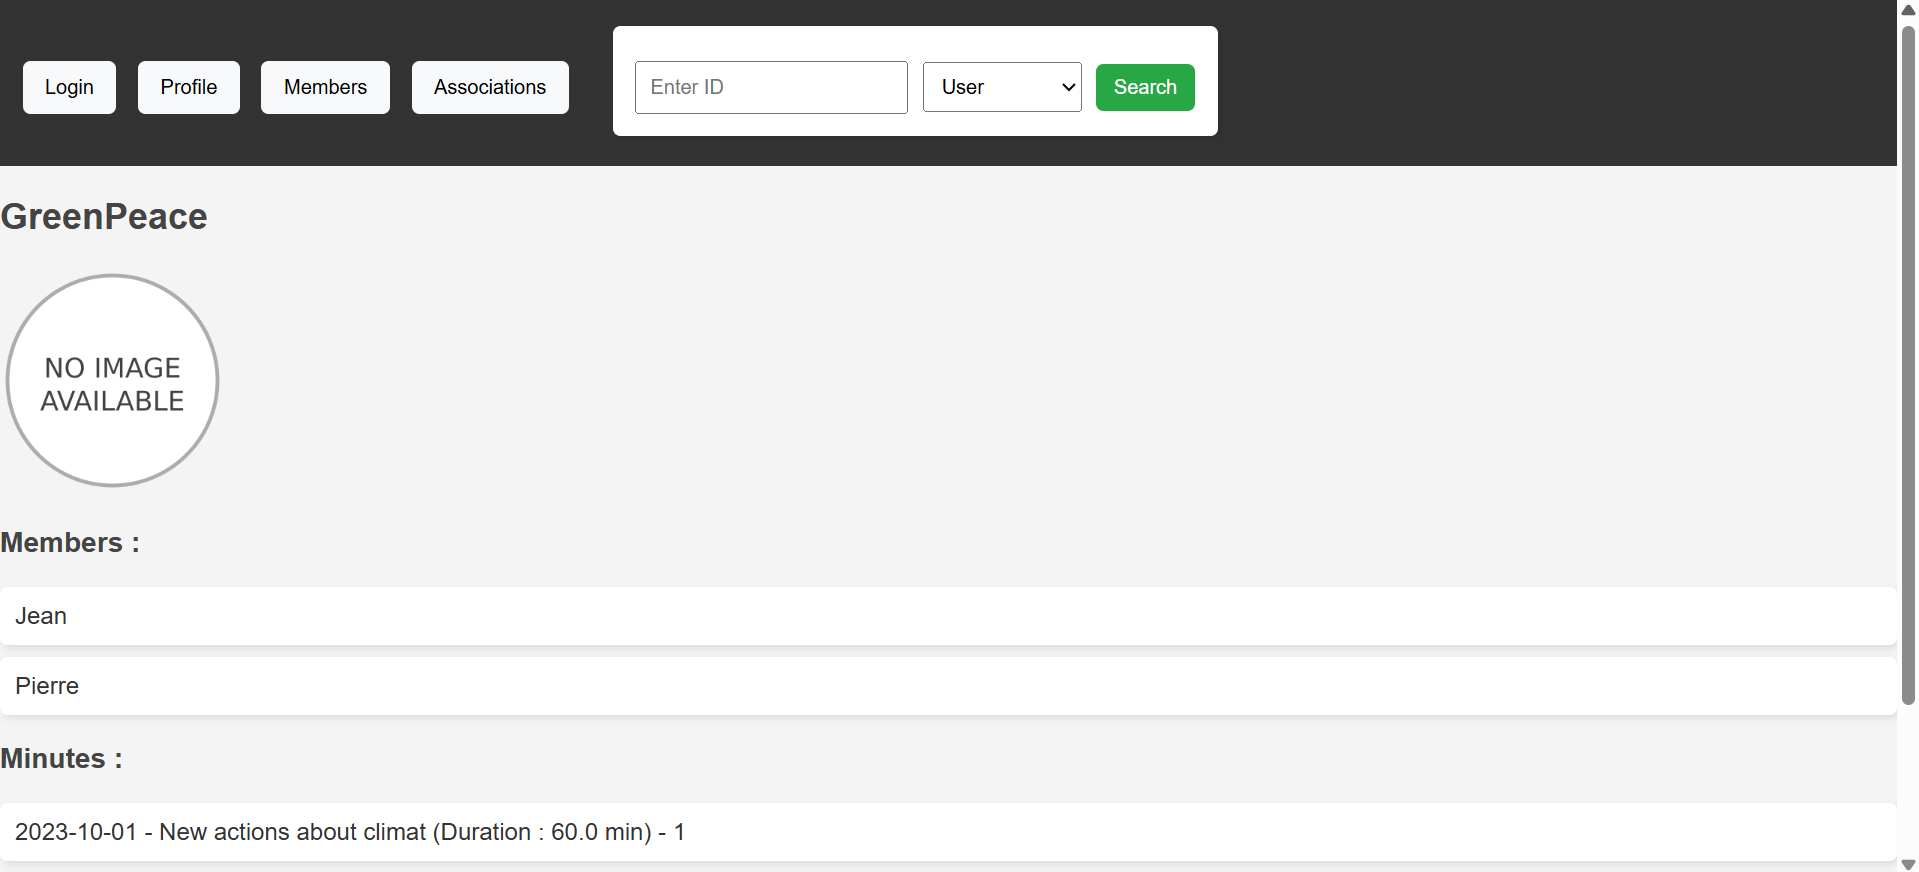 Login Profile Members Associations Enter ID User Search
GreenPeace
NO IMAGE
AVAILABLE
Members :
Jean
Pierre
Minutes :
2023-10-01 - New actions about climat (Duration : 60.0 min) - 1